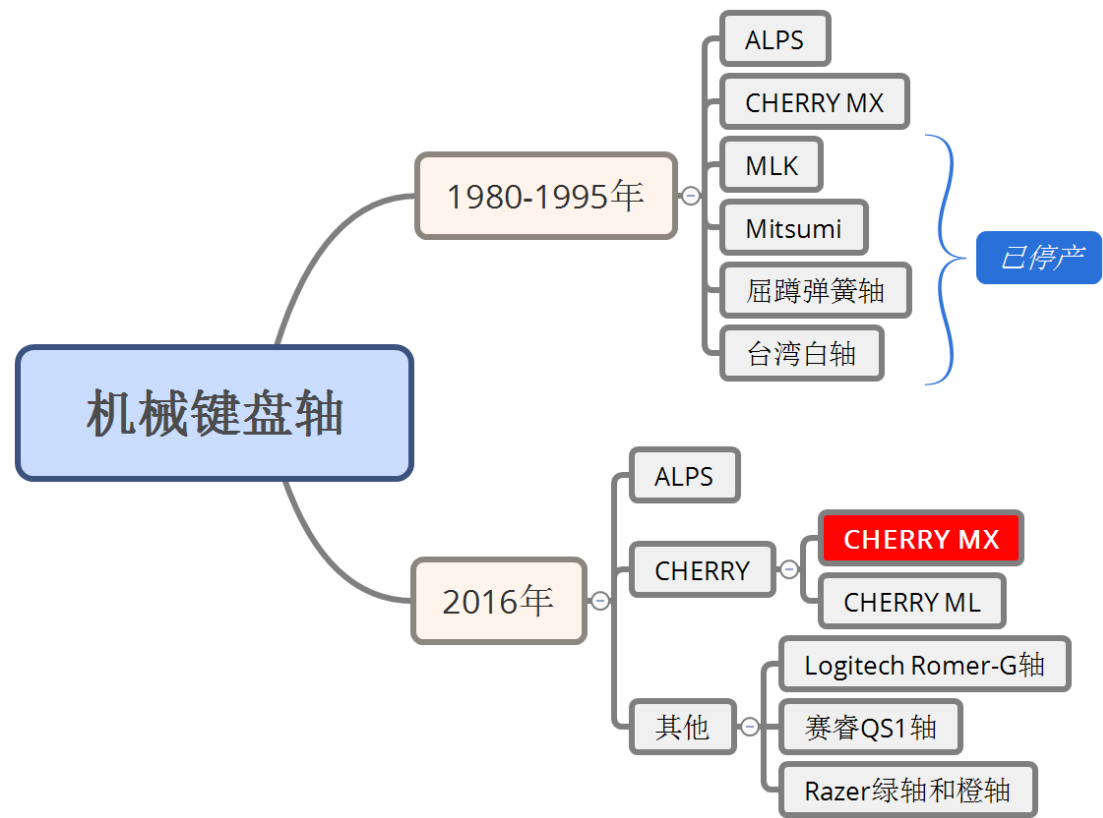 机械键盘轴
1980-1995年
ALPS
CHERRY MX
MLK
Mitsumi
屈蹲弹簧轴
台湾白轴
已停产
2016年
ALPS
CHERRY
CHERRY MX
CHERRY ML
其他
Logitech Romer-G轴
赛睿QS1轴
Razer绿轴和橙轴